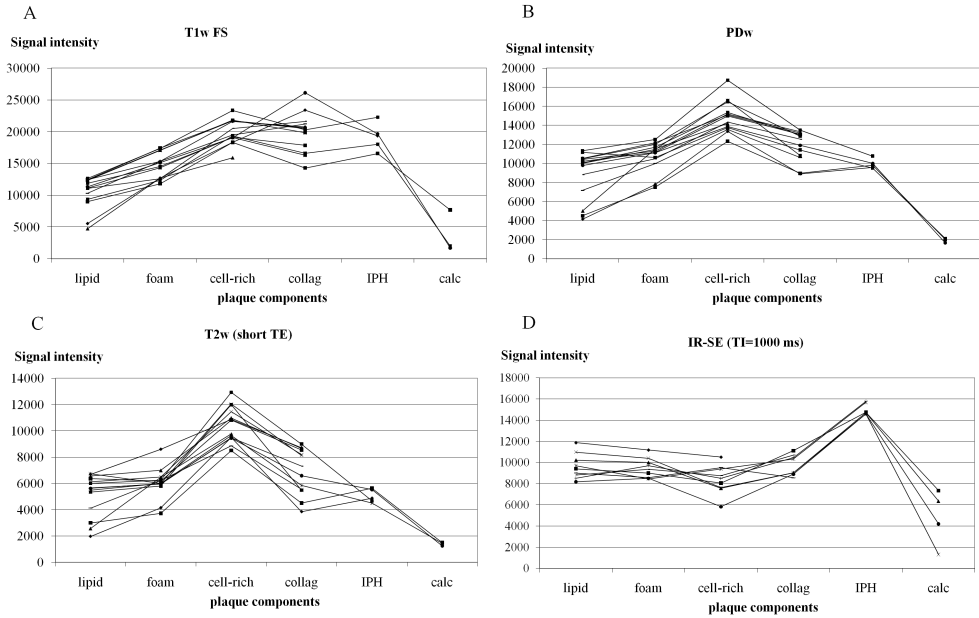 A
T1w FS
Signal intensity
30000
25000
20000
15000
10000
5000
0
lipid foam cell-rich collag IPH calc
plaque components
B
PDw
Signal intensity
20000
18000
16000
14000
12000
10000
8000
6000
4000
2000
0
lipid foam cell-rich collag IPH calc
plaque components
C
T2w (short TE)
Signal intensity
14000
12000
10000
8000
6000
4000
2000
0
lipid foam cell-rich collag IPH calc
plaque components
D
IR-SE (TI=1000 ms)
Signal intensity
18000
16000
14000
12000
10000
8000
6000
4000
2000
0
lipid foam cell-rich collag IPH calc
plaque components